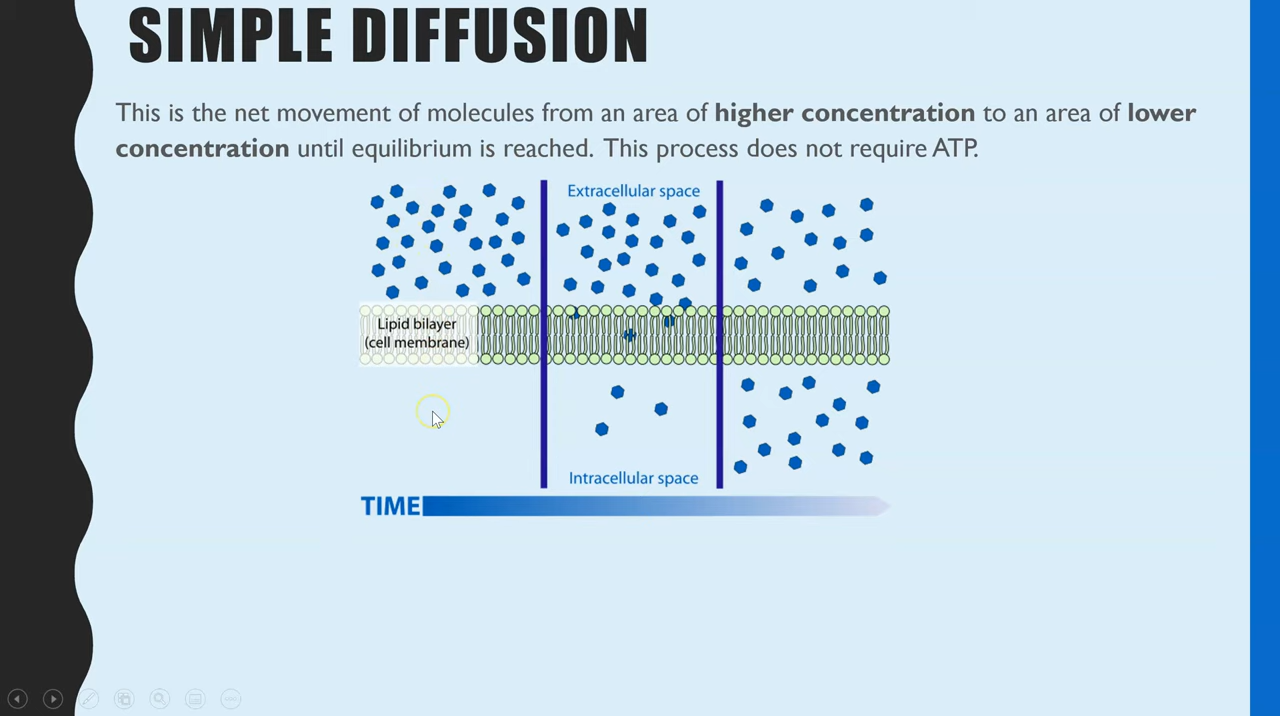 SIMPLE DIFFUSION
This is the net movement of molecules from an area of higher concentration to an area of lower
concentration until equilibrium is reached. This process does not require ATP.
Extracellular space
Lipid bilayer
(cell membrane)
Intracellular space
TIME